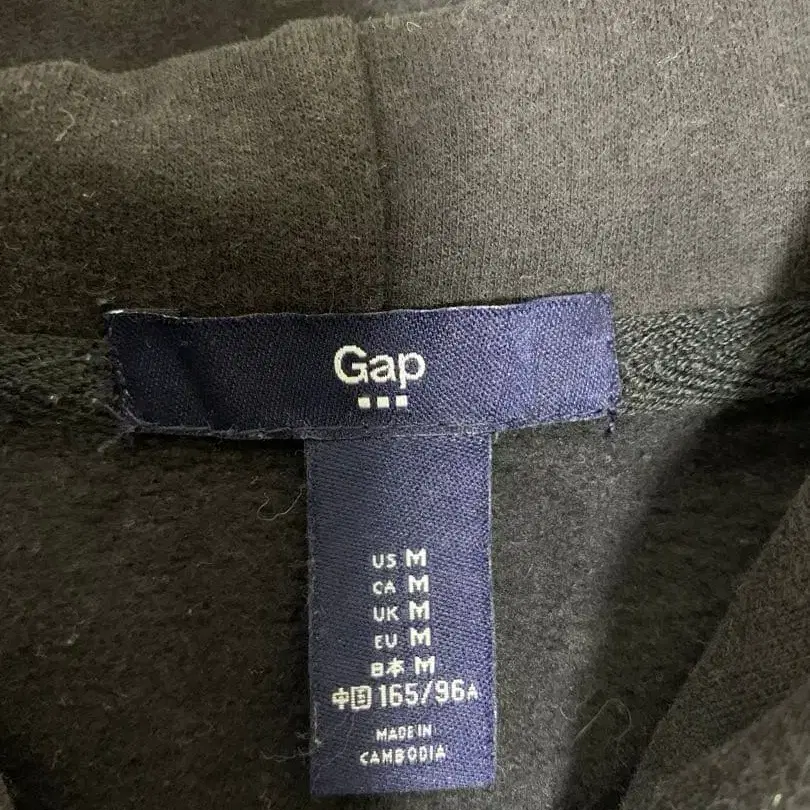 Gap
US M
CA M
UK M
EU M
日本 M
中国 165/96A
MADE IN
CAMBODIA